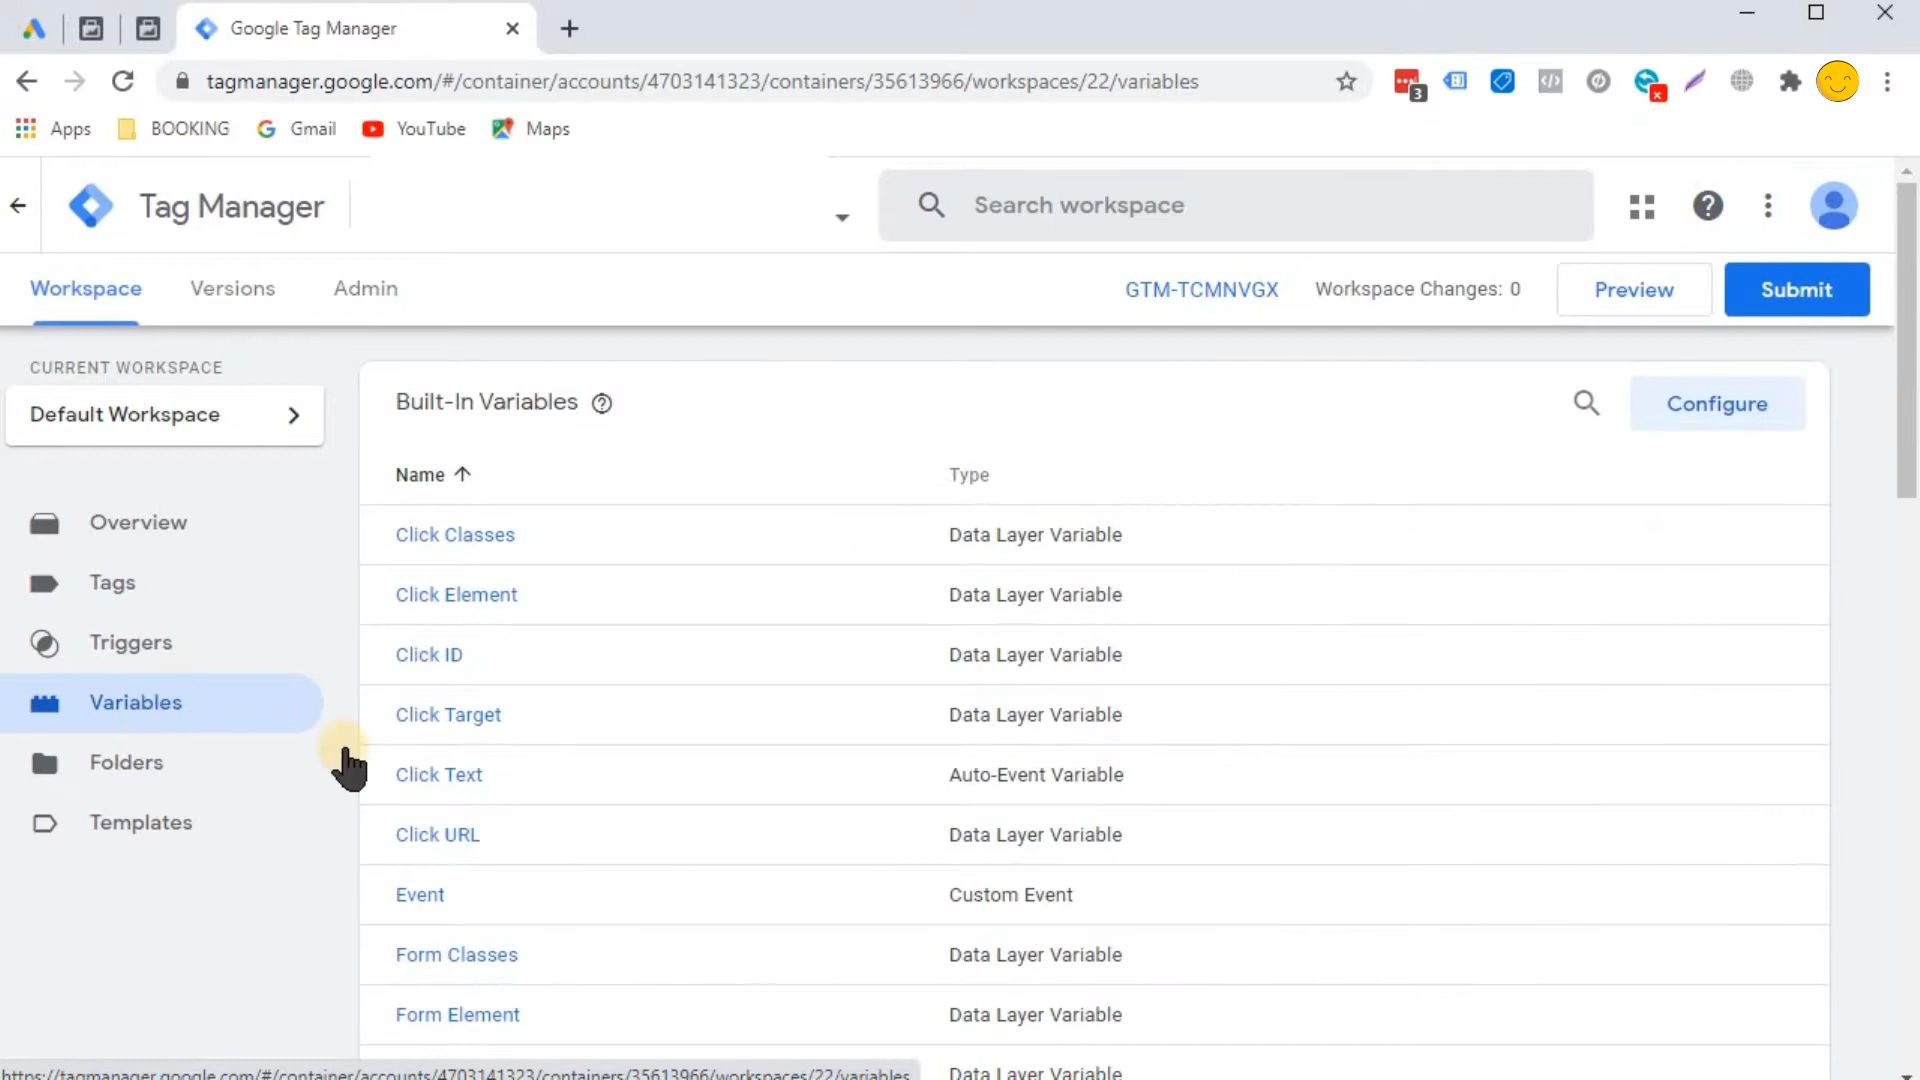 Google Tag Manager
tagmanager.google.com/#/container/accounts/4703141323/containers/35613966/workspaces/22/variables
3
Apps
BOOKING
Gmail
YouTube
Maps
Tag Manager
Search workspace
Workspace
Versions
Admin
GTM-TCMNVGX
Workspace Changes: 0
Preview
Submit
CURRENT WORKSPACE
Default Workspace
Overview
Tags
Triggers
Variables
Folders
Templates
Built-In Variables
Configure
Name
Type
Click Classes
Data Layer Variable
Click Element
Data Layer Variable
Click ID
Data Layer Variable
Click Target
Data Layer Variable
Click Text
Auto-Event Variable
Click URL
Data Layer Variable
Event
Custom Event
Form Classes
Data Layer Variable
Form Element
Data Layer Variable
Data Layer Variable
https://tagmanager.google.com/#/container/accounts/4703141323/containers/35613966/workspaces/22/variables